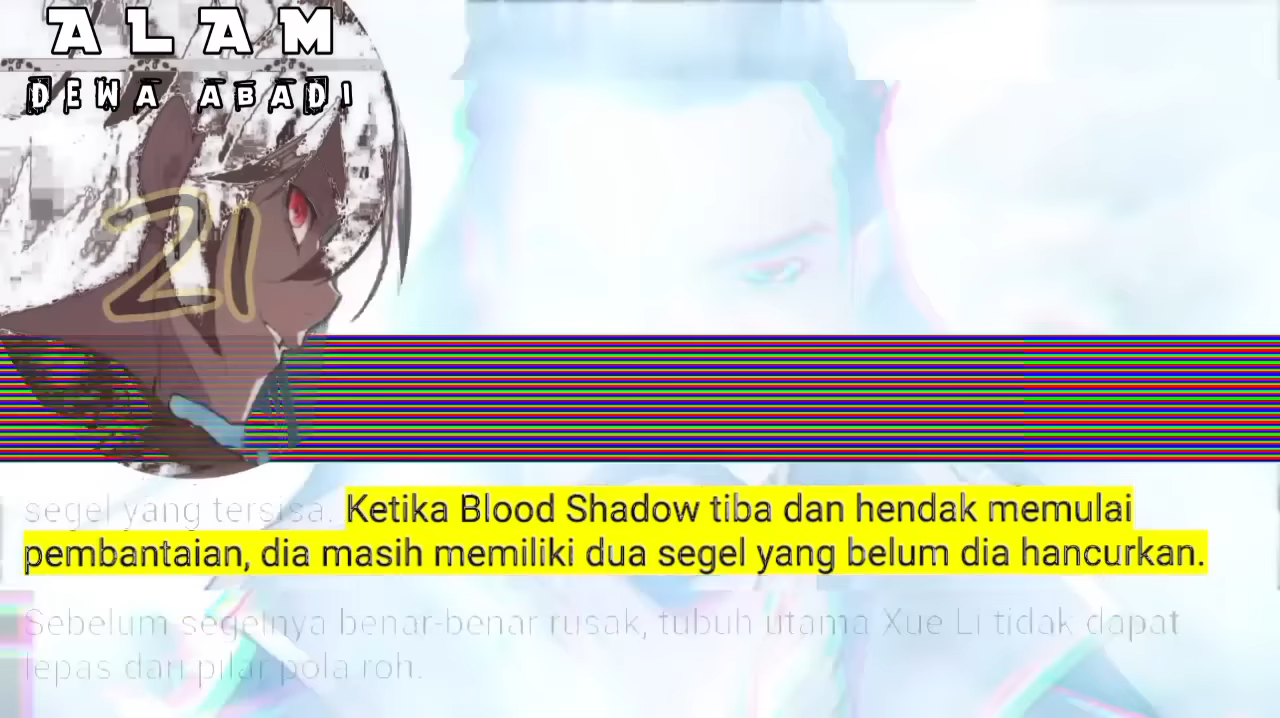 ALAM
DEWA ABADI
21
segel yang tersisa. Ketika Blood Shadow tiba dan hendak memulai
pembantaian, dia masih memiliki dua segel yang belum dia hancurkan.
Sebelum segelnya benar-benar rusak, tubuh utama Xue Li tidak dapat
lepas dari pilar pola roh.